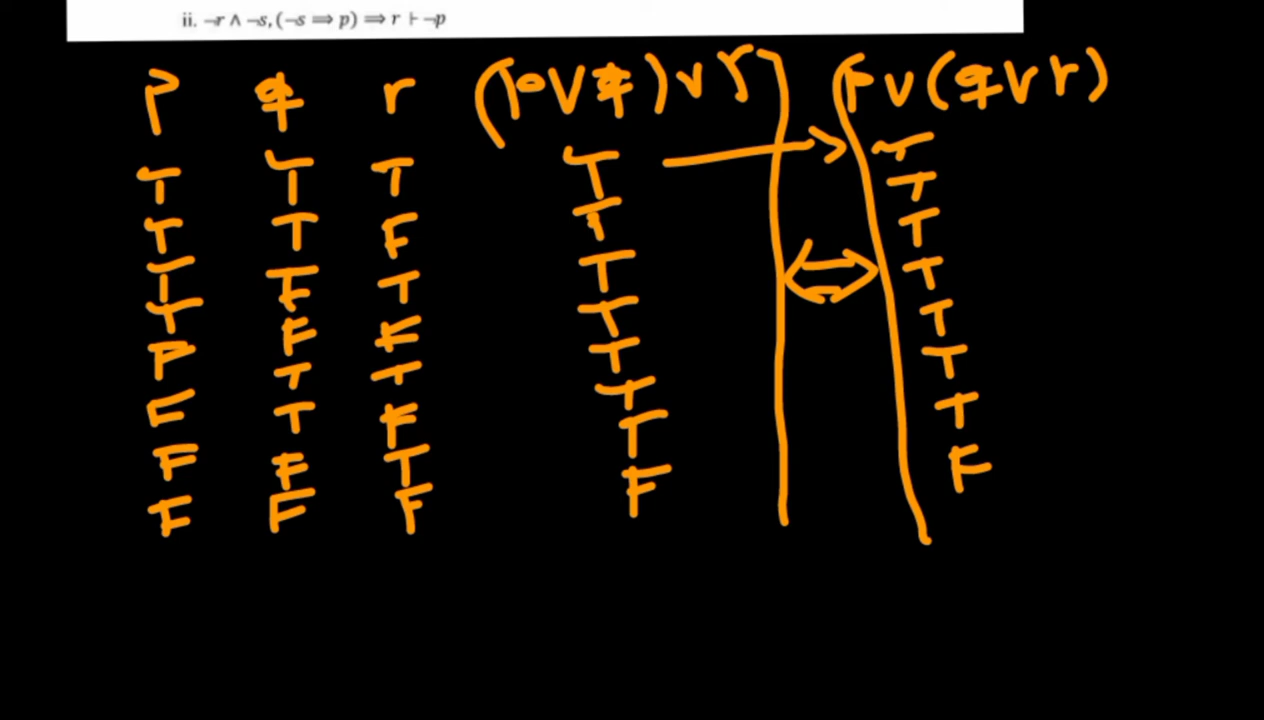 ii. ¬r ∧ ¬s, (¬s ⟹ p) ⟹ r ⊢ ¬p
p q r (p∨q)∨r ] (p∨(q∨r)
T T T T → T
T T F T T
T F T T ⇔ T
T F F T T
F T T T T
F T F T T
F F T T T
F F F F F